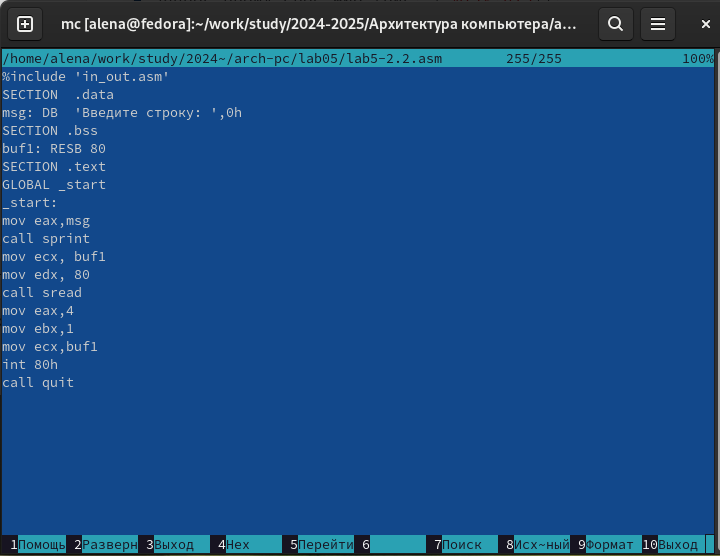 mc [alena@fedora]:~/work/study/2024-2025/Архитектура компьютера/a...
/home/alena/work/study/2024~/arch-pc/lab05/lab5-2.2.asm 255/255 100%
%include 'in_out.asm'
SECTION .data
msg: DB 'Введите строку: ',0h
SECTION .bss
buf1: RESB 80
SECTION .text
GLOBAL _start
_start:
mov eax,msg
call sprint
mov ecx, buf1
mov edx, 80
call sread
mov eax,4
mov ebx,1
mov ecx,buf1
int 80h
call quit
1Помощь 2Разверн 3Выход 4Hex 5Перейти 6 7Поиск 8Исх~ный 9Формат 10Выход